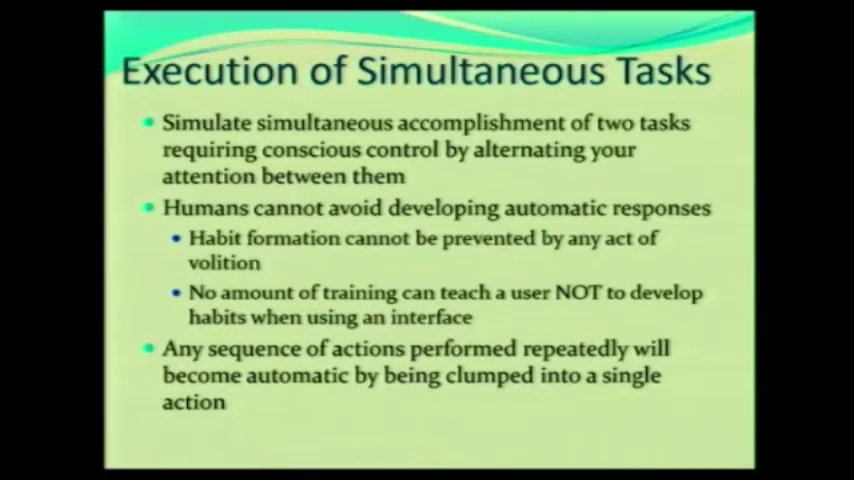 Execution of Simultaneous Tasks
Simulate simultaneous accomplishment of two tasks
requiring conscious control by alternating your
attention between them
Humans cannot avoid developing automatic responses
Habit formation cannot be prevented by any act of
volition
No amount of training can teach a user NOT to develop
habits when using an interface
Any sequence of actions performed repeatedly will
become automatic by being clumped into a single
action